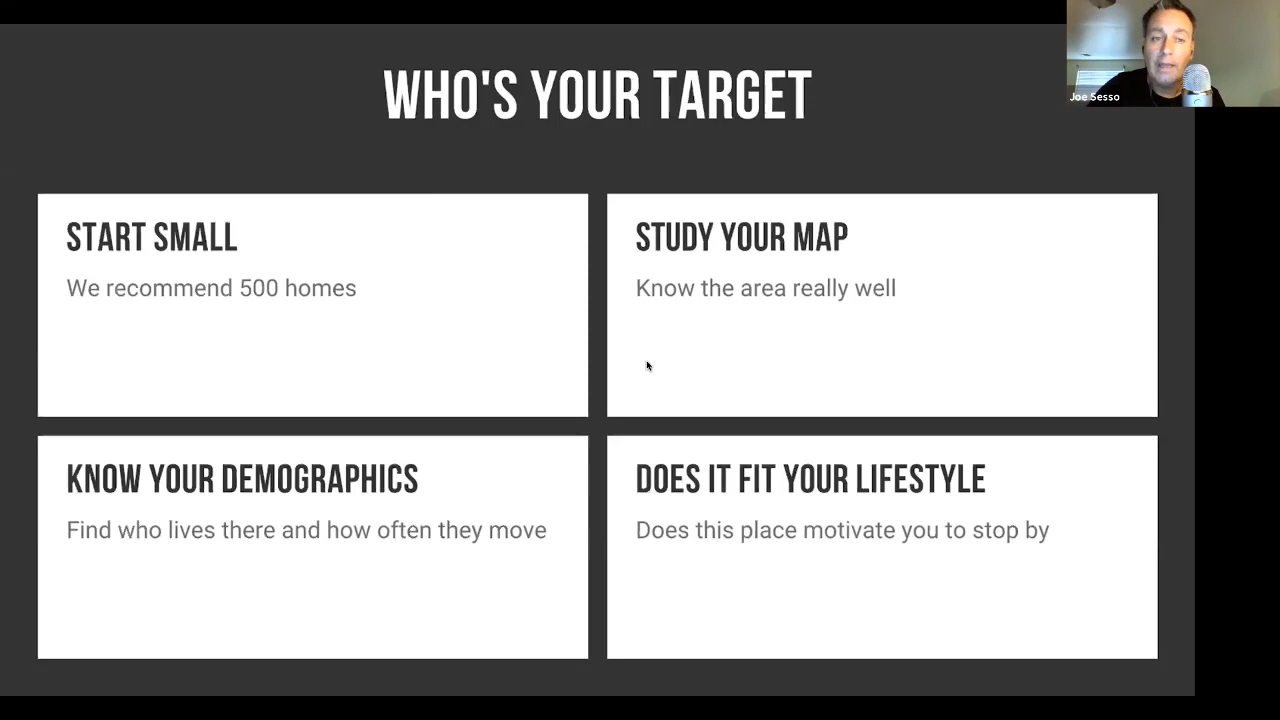 WHO'S YOUR TARGET
Joe Sesso
START SMALL
We recommend 500 homes
STUDY YOUR MAP
Know the area really well
KNOW YOUR DEMOGRAPHICS
Find who lives there and how often they move
DOES IT FIT YOUR LIFESTYLE
Does this place motivate you to stop by